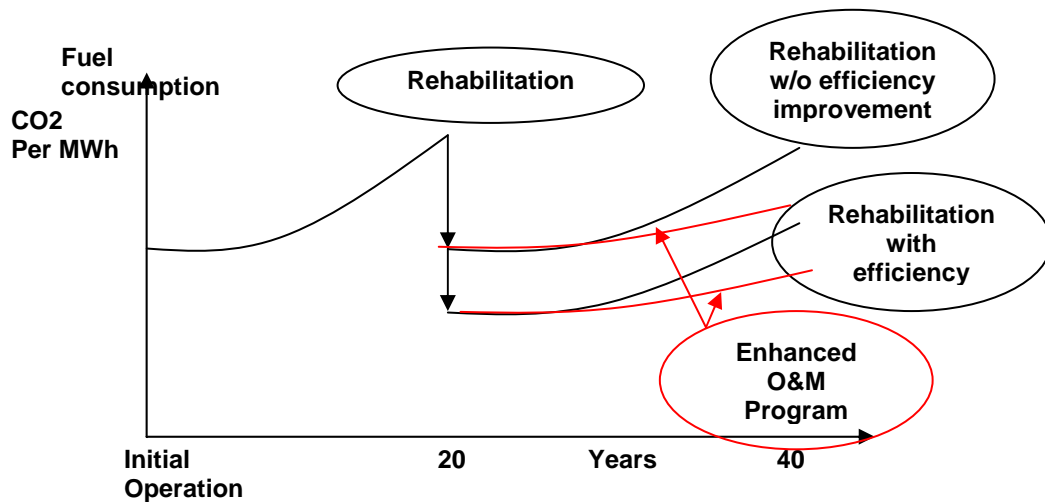 Fuel
consumption
CO2
Per MWh
Rehabilitation
Rehabilitation
w/o efficiency
improvement
Rehabilitation
with
efficiency
Enhanced
O&M
Program
Initial
Operation
20
Years
40